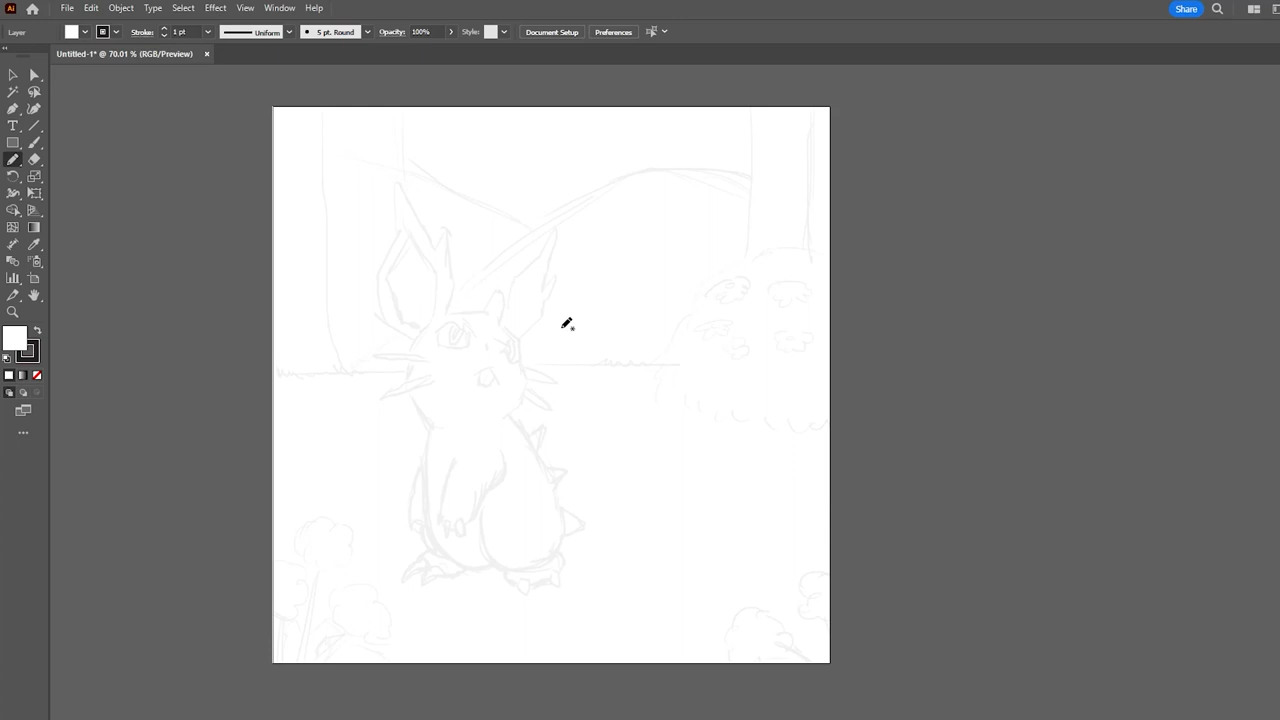 Ai File Edit Object Type Select Effect View Window Help Share
Layer Stroke: 1 pt Uniform 5 pt. Round Opacity: 100% Style: Document Setup Preferences
Untitled-1* @ 70.01 % (RGB/Preview) ×
T